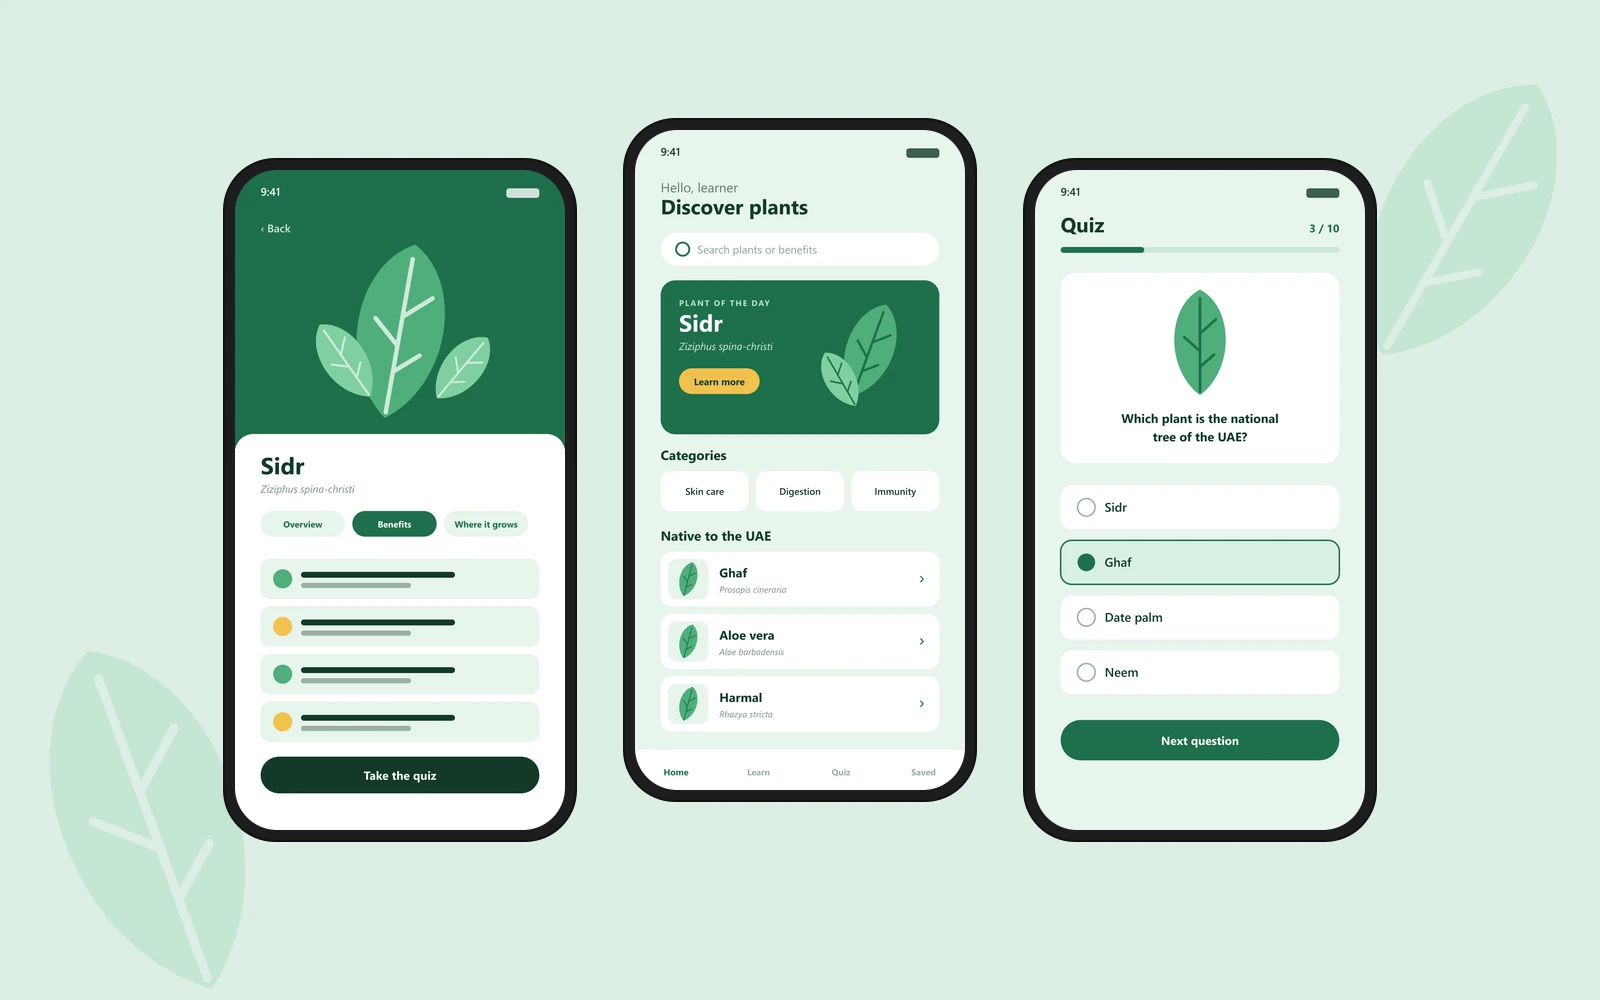 9:41
‹ Back
Sidr
Ziziphus spina-christi
Overview
Benefits
Where it grows
Take the quiz
9:41
Hello, learner
Discover plants
Search plants or benefits
PLANT OF THE DAY
Sidr
Ziziphus spina-christi
Learn more
Categories
Skin care
Digestion
Immunity
Native to the UAE
Ghaf
Prosopis cineraria
›
Aloe vera
Aloe barbadensis
›
Harmal
Rhazya stricta
›
Home
Learn
Quiz
Saved
9:41
Quiz
3 / 10
Which plant is the national
tree of the UAE?
Sidr
Ghaf
Date palm
Neem
Next question